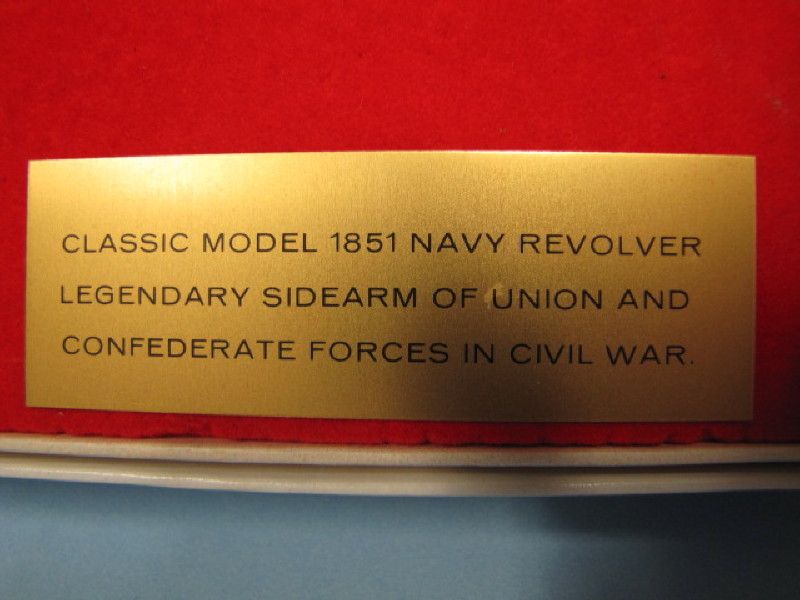 CLASSIC MODEL 1851 NAVY REVOLVER
LEGENDARY SIDEARM OF UNION AND
CONFEDERATE FORCES IN CIVIL WAR.